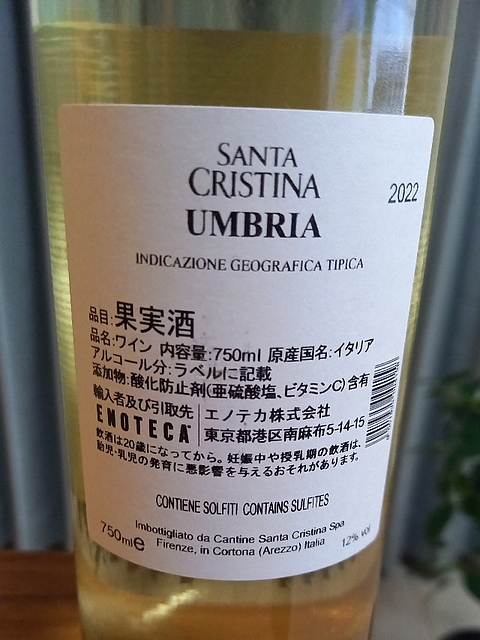 SANTA
CRISTINA
2022
UMBRIA
INDICAZIONE GEOGRAFICA TIPICA
品目:果実酒
品名:ワイン 内容量:750ml 原産国名:イタリア
アルコール分:ラベルに記載
添加物:酸化防止剤(亜硫酸塩、ビタミンC)含有
輸入者及び引取先
ENOTECA
エノテカ株式会社
東京都港区南麻布5-14-15
飲酒は20歳になってから。妊娠中や授乳期の飲酒は、
胎児・乳児の発育に悪影響を与えるおそれがあります。
CONTIENE SOLFITI CONTAINS SULFITES
750ml e
Imbottigliato da Cantine Santa Cristina Spa
Firenze, in Cortona (Arezzo) Italia
12% vol